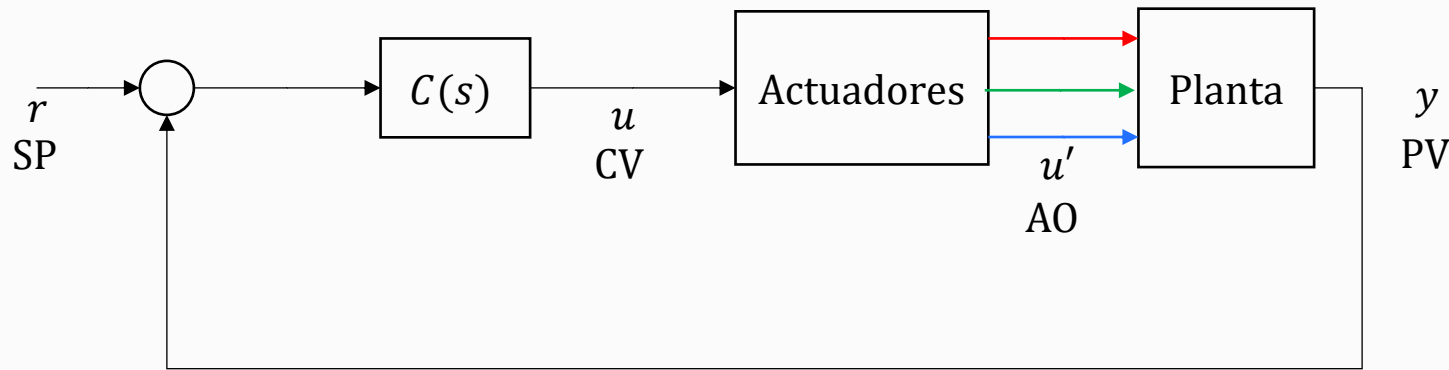 r
SP
C(s)
u
CV
Actuadores
u′
AO
Planta
y
PV